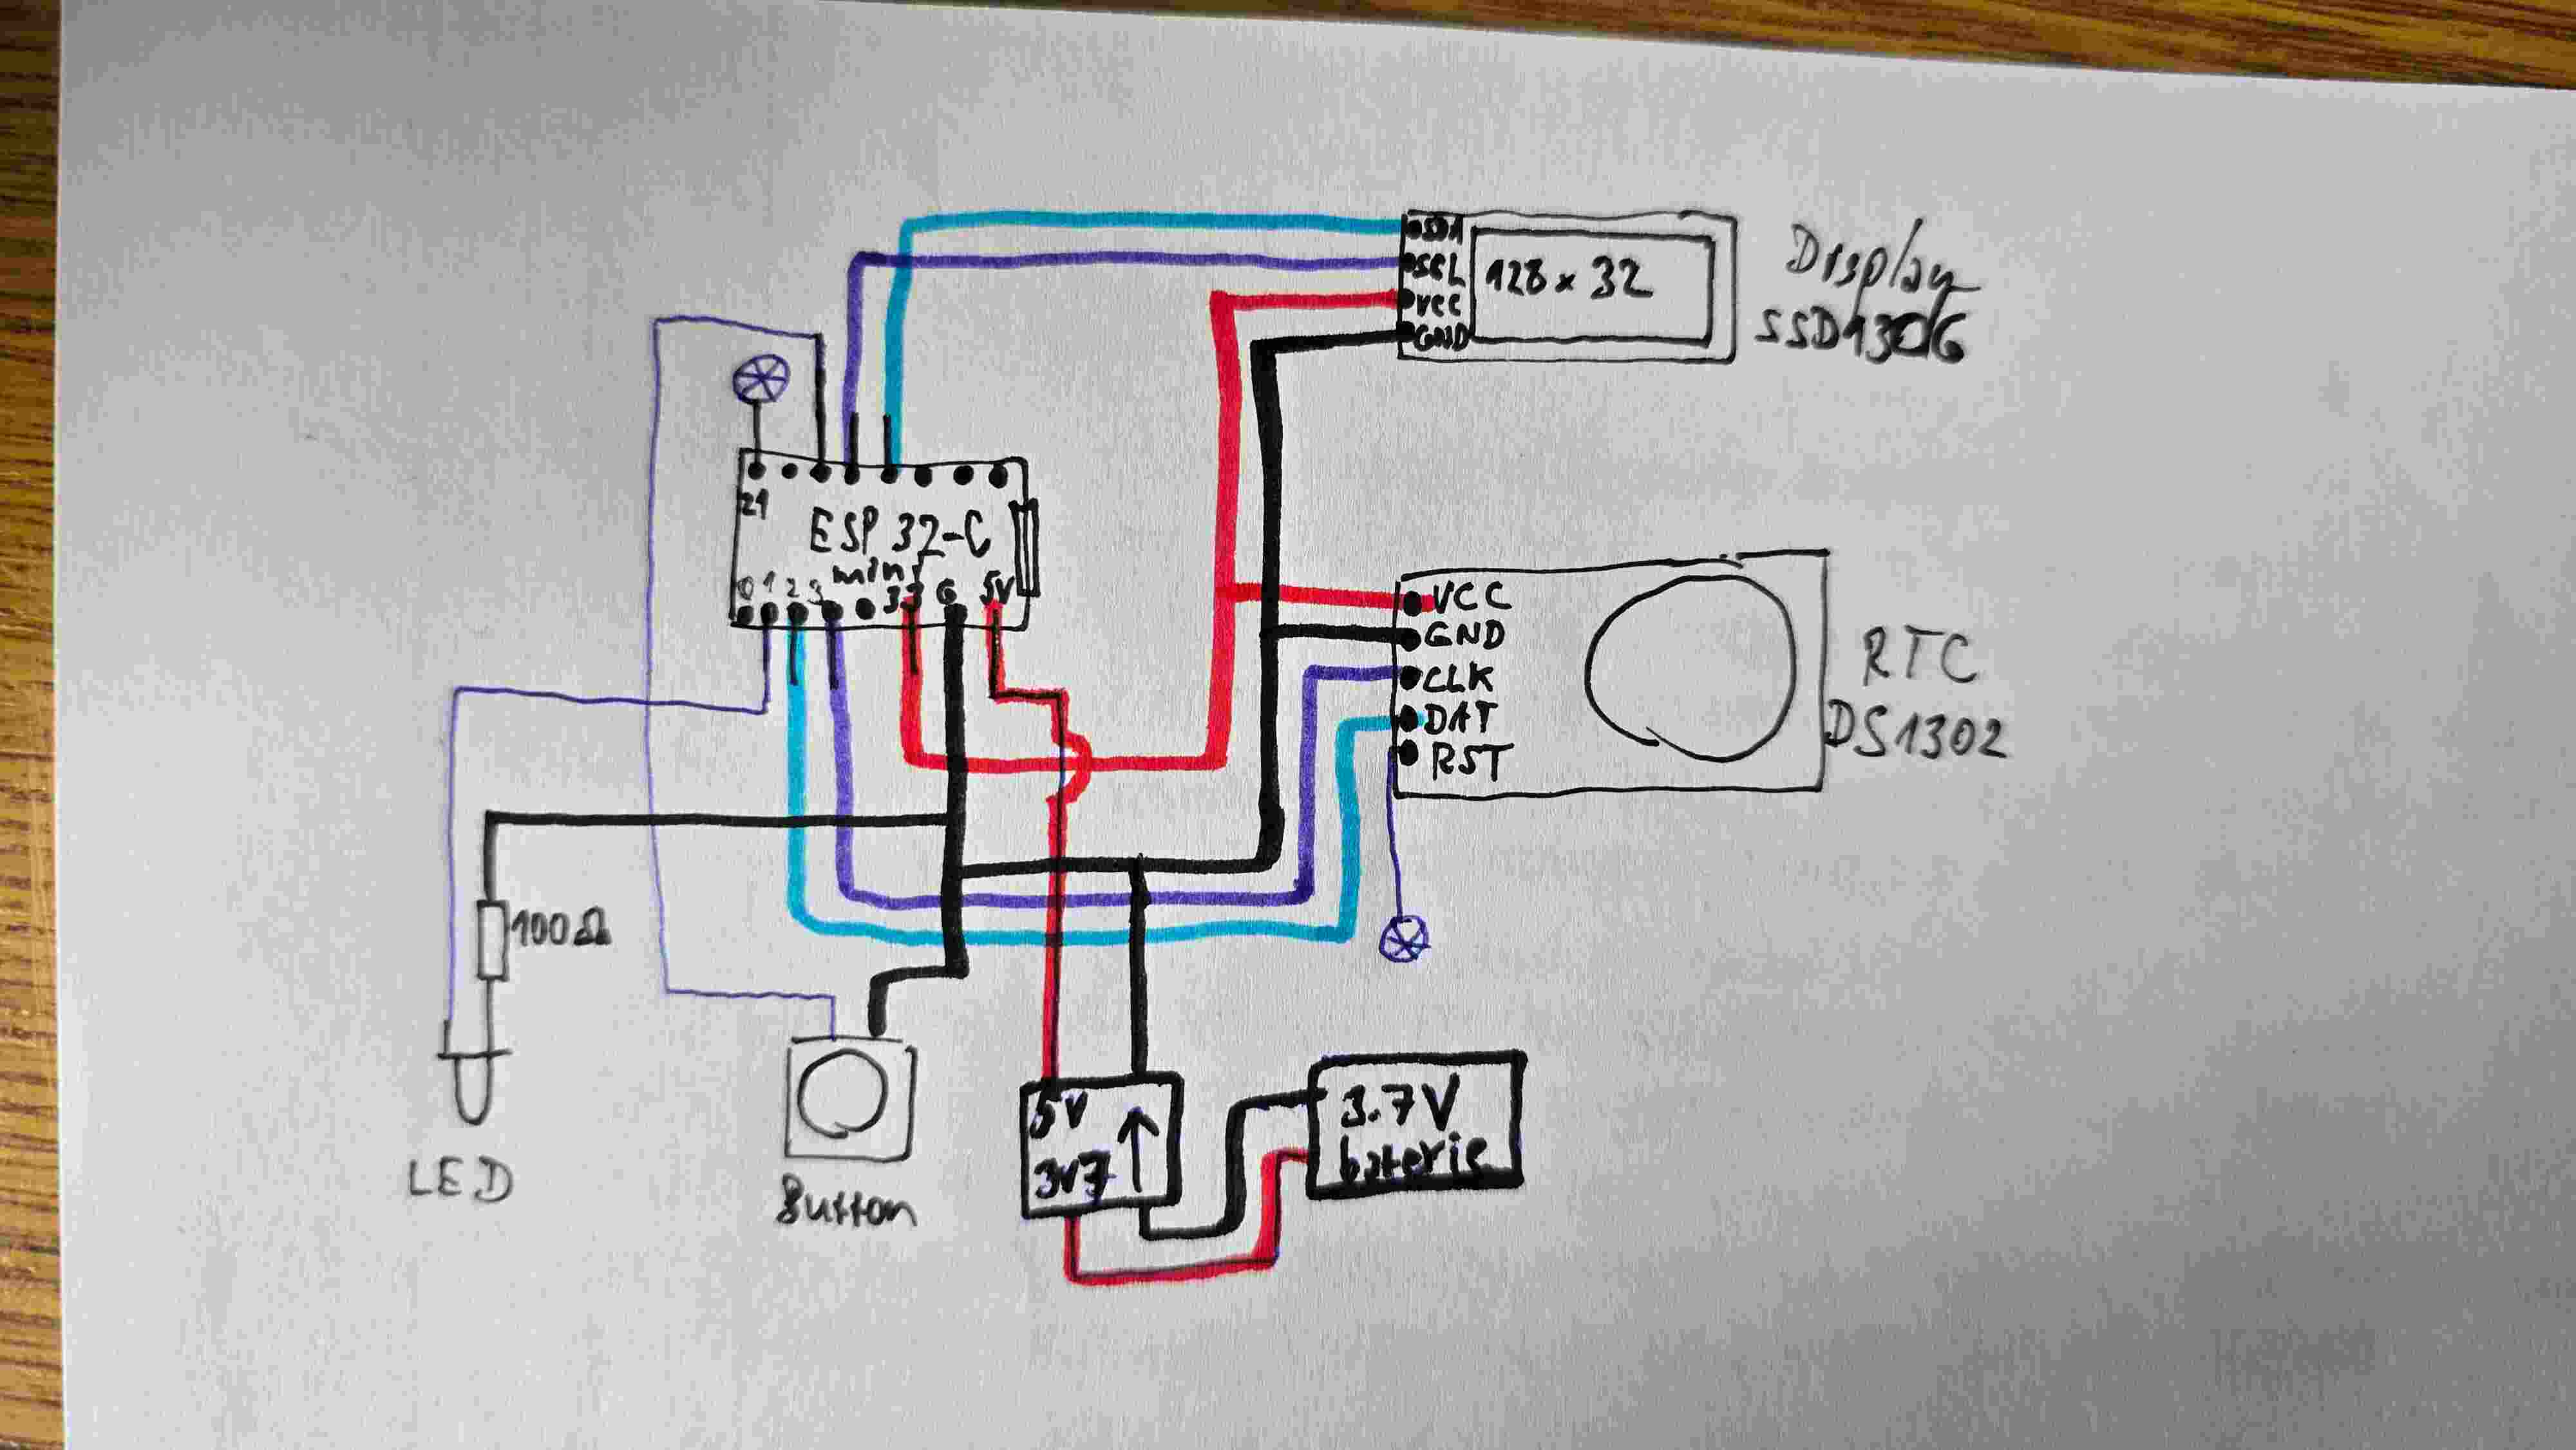 SDA
SCL
VCC
GND
128 x 32
Display
SSD1306
21
ESP 32-C
mini
0 1 2 3 3.3 G 5V
VCC
GND
CLK
DAT
RST
RTC
DS1302
100Ω
LED
Button
5V
3V7
3.7V
baterie